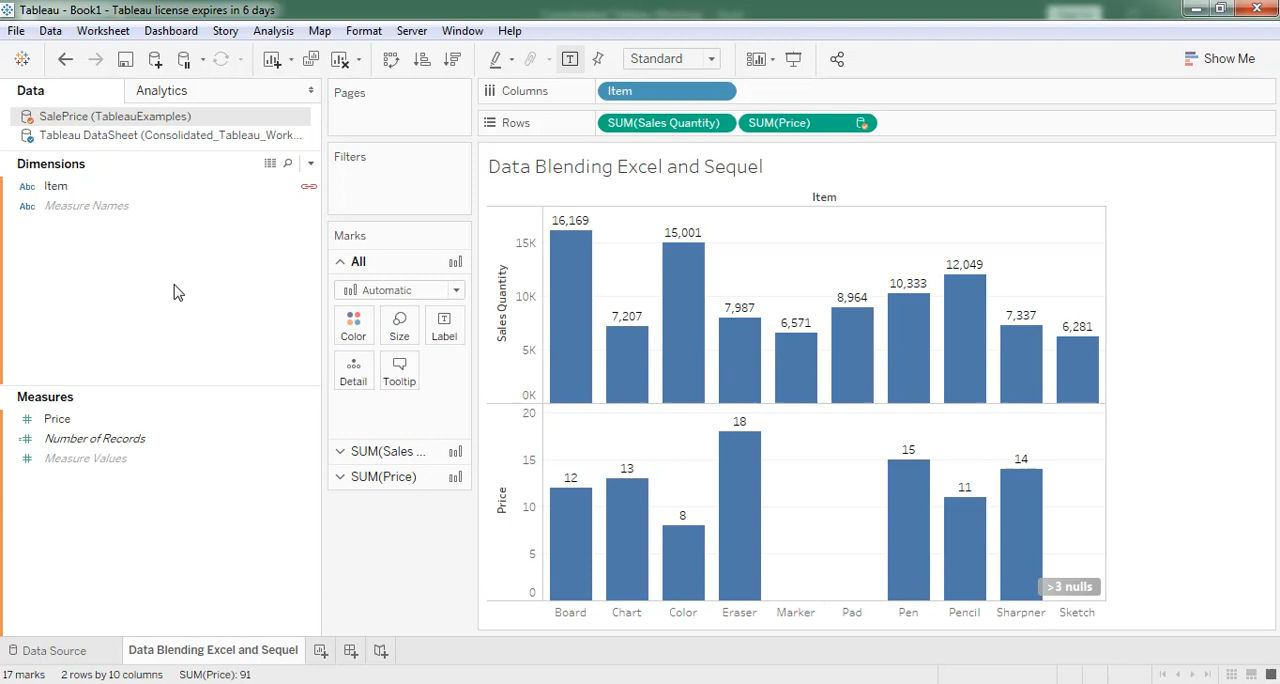 Tableau - Book1 - Tableau license expires in 6 days
File Data Worksheet Dashboard Story Analysis Map Format Server Window Help
Standard Show Me
Data Analytics
SalePrice (TableauExamples)
Tableau DataSheet (Consolidated_Tableau_Work...
Dimensions
Abc Item
Abc Measure Names
Measures
Price
Number of Records
Measure Values
Pages
Filters
Marks
All
Automatic
Color Size Label
Detail Tooltip
SUM(Sales ...
SUM(Price)
Columns Item
Rows SUM(Sales Quantity) SUM(Price)
Data Blending Excel and Sequel
Item
Sales Quantity
15K
10K
5K
0K
16,169
7,207
15,001
7,987
6,571
8,964
10,333
12,049
7,337
6,281
Price
20
15
10
5
0
12
13
8
18
15
11
14
>3 nulls
Board Chart Color Eraser Marker Pad Pen Pencil Sharpner Sketch
Data Source Data Blending Excel and Sequel
17 marks 2 rows by 10 columns SUM(Price): 91